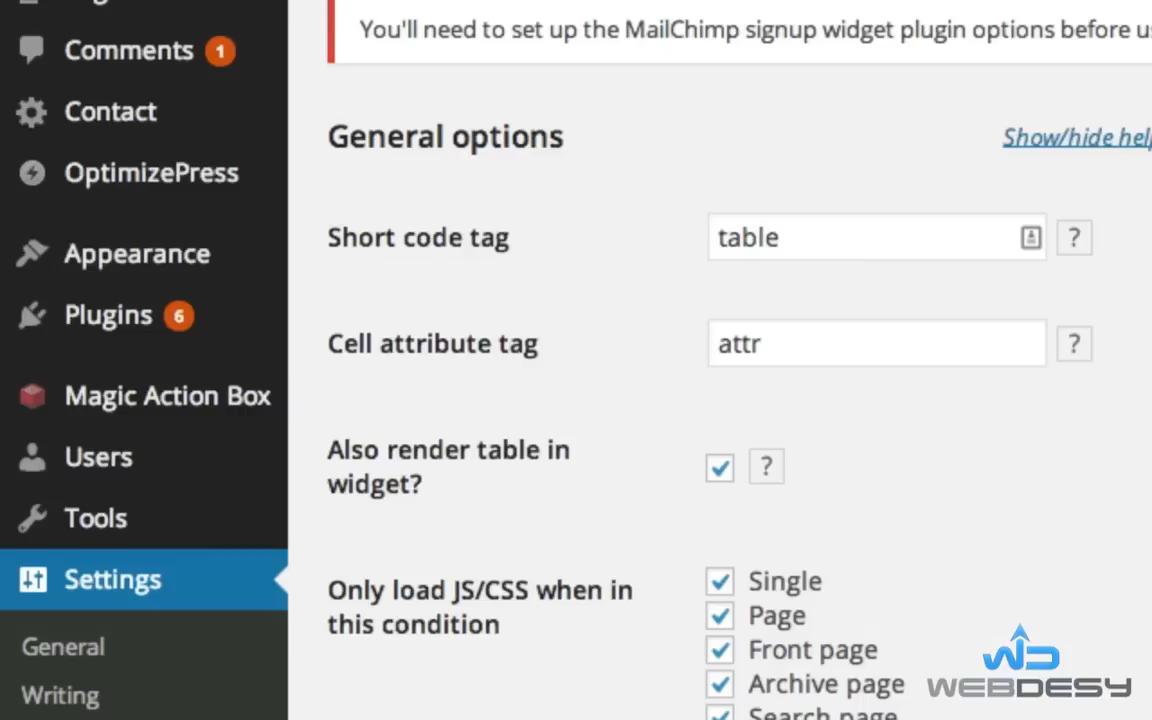 Comments 1
Contact
OptimizePress
Appearance
Plugins 6
Magic Action Box
Users
Tools
Settings
General
Writing
You'll need to set up the MailChimp signup widget plugin options before
General options
Show/hide
Short code tag
table
?
Cell attribute tag
attr
?
Also render table in
widget?
?
Only load JS/CSS when in
this condition
Single
Page
Front page
Archive page
Search page
WEBDESY